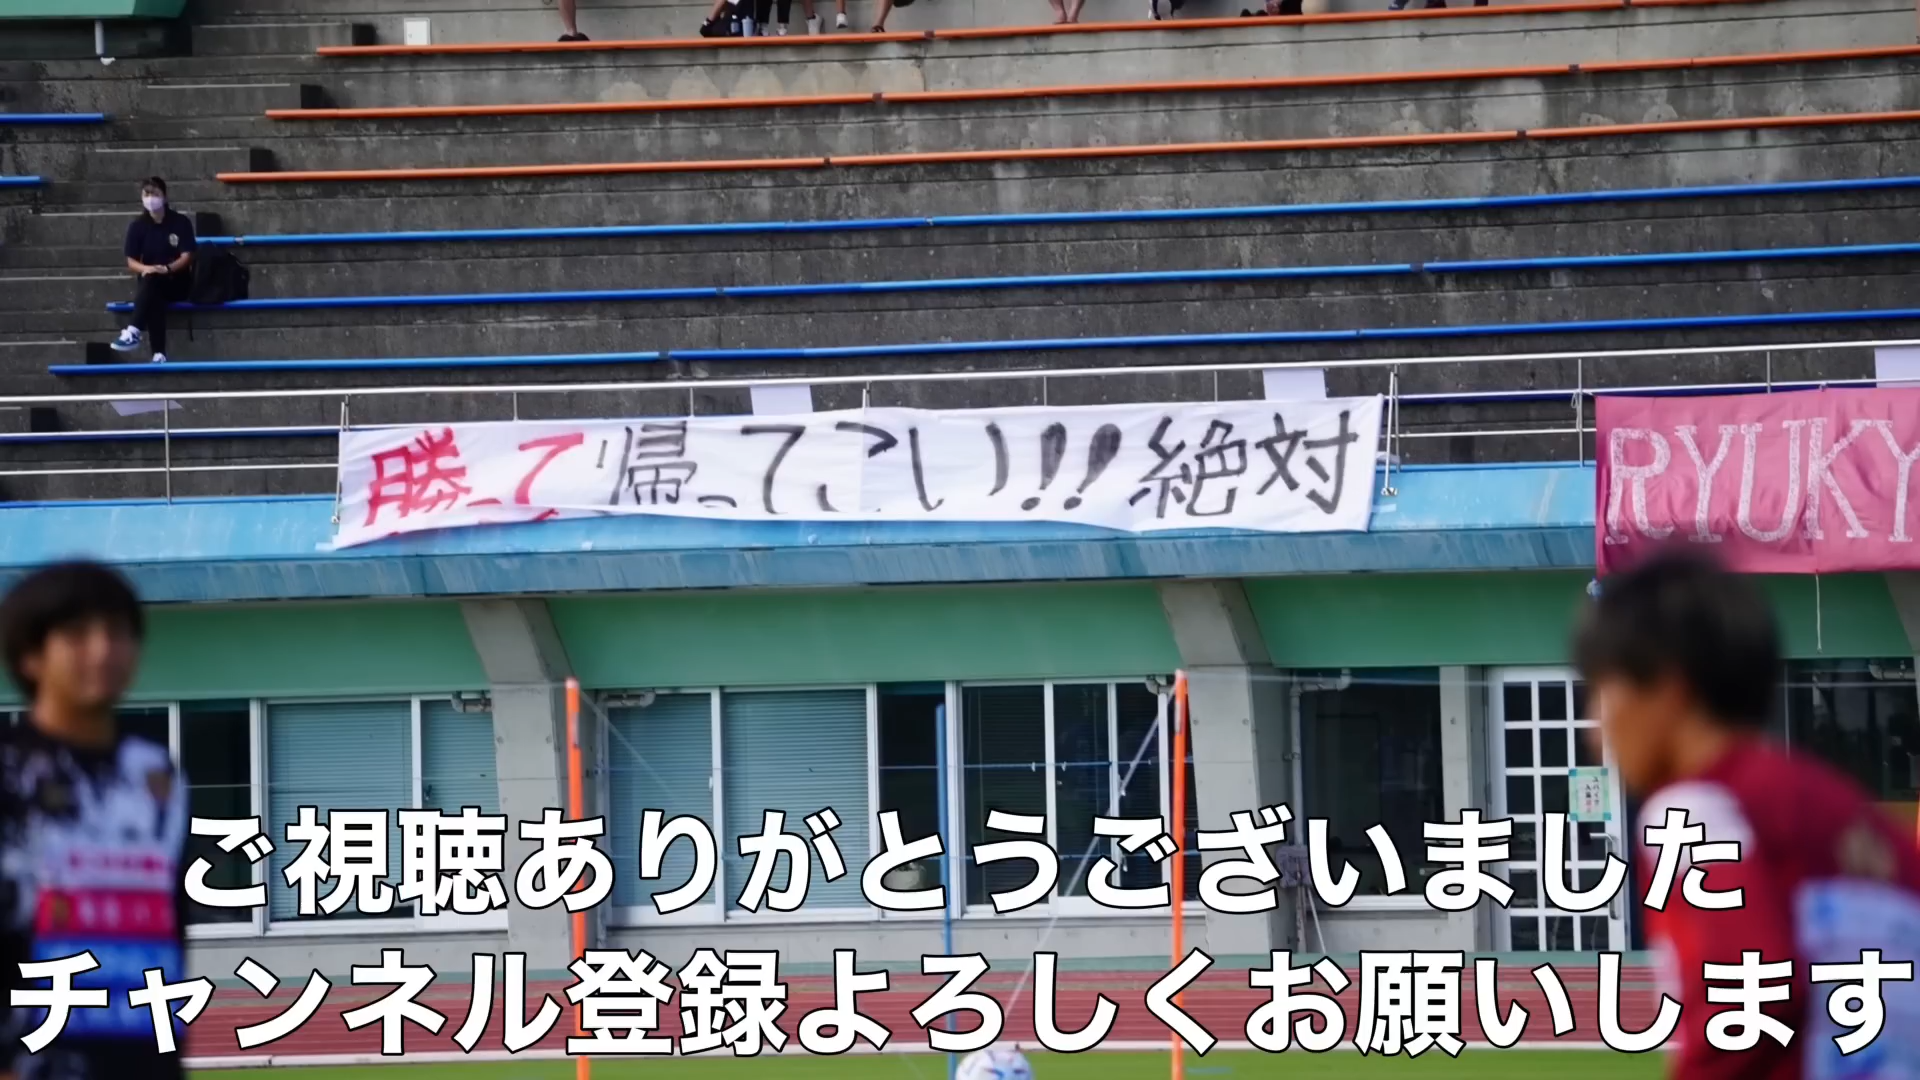 勝って帰ってこい!!絶対
RYUKY
ご視聴ありがとうございました
チャンネル登録よろしくお願いします